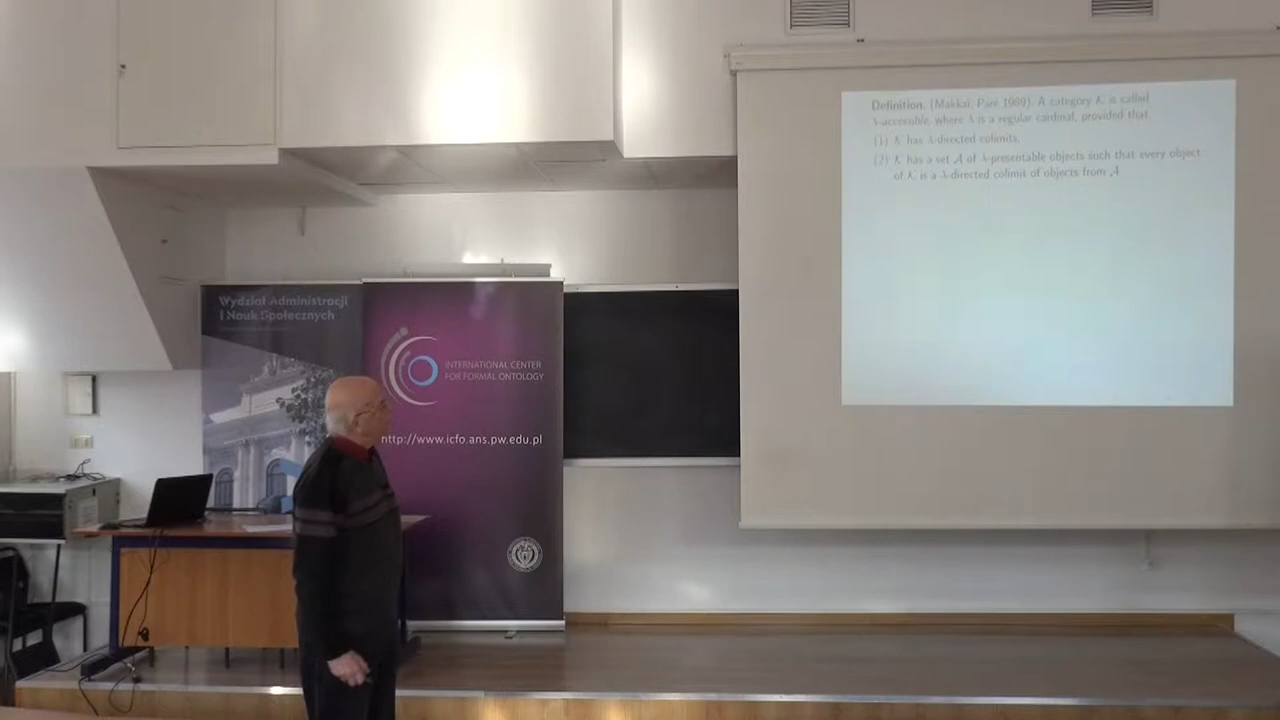 Wydział Administracji
i Nauk Społecznych
INTERNATIONAL CENTER
FOR FORMAL ONTOLOGY
http://www.icfo.ans.pw.edu.pl
Definition. (Makkai, Paré 1989). A category K is called
λ-accessible, where λ is a regular cardinal, provided that
(1) K has λ-directed colimits,
(2) K has a set A of λ-presentable objects such that every object
of K is a λ-directed colimit of objects from A